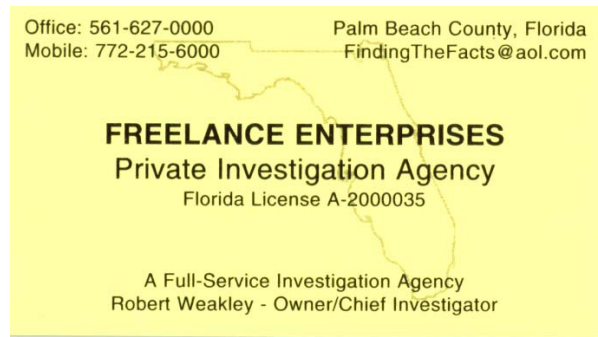 Office: 561-627-0000
Palm Beach County, Florida
Mobile: 772-215-6000
FindingTheFacts@aol.com
FREELANCE ENTERPRISES
Private Investigation Agency
Florida License A-2000035
A Full-Service Investigation Agency
Robert Weakley - Owner/Chief Investigator